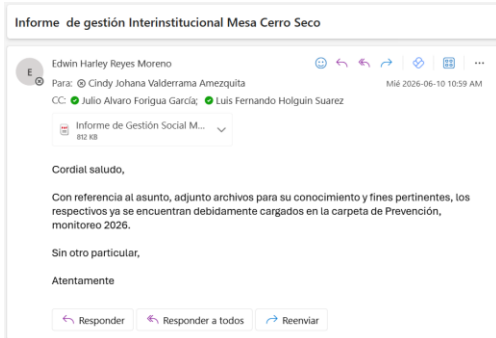 Informe de gestión Interinstitucional Mesa Cerro Seco
E
Edwin Harley Reyes Moreno
Para: Cindy Johana Valderrama Amezquita
Mié 2026-06-10 10:59 AM
CC: Julio Alvaro Forigua García; Luis Fernando Holguin Suarez
Informe de Gestión Social M...
812 KB
Cordial saludo,
Con referencia al asunto, adjunto archivos para su conocimiento y fines pertinentes, los
respectivos ya se encuentran debidamente cargados en la carpeta de Prevención,
monitoreo 2026.
Sin otro particular,
Atentamente
Responder Responder a todos Reenviar